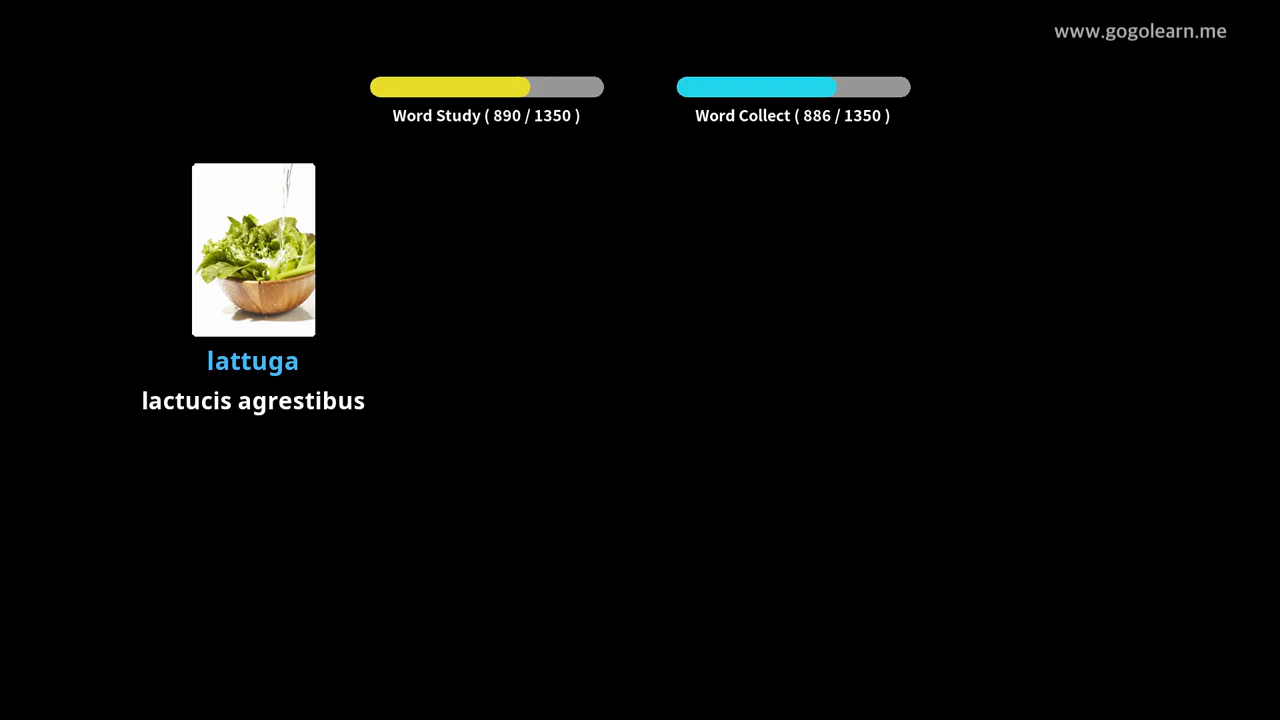 www.gogolearn.me
Word Study ( 890 / 1350 )
Word Collect ( 886 / 1350 )
lattuga
lactucis agrestibus